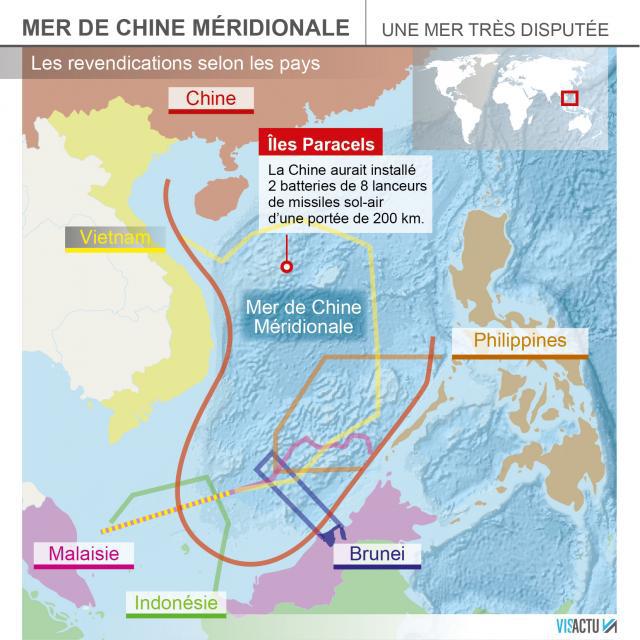 MER DE CHINE MÉRIDIONALE
UNE MER TRÈS DISPUTÉE
Les revendications selon les pays
Chine
Îles Paracels
La Chine aurait installé
2 batteries de 8 lanceurs
de missiles sol-air
d'une portée de 200 km.
Vietnam
Mer de Chine
Méridionale
Philippines
Malaisie
Brunei
Indonésie
VISACTU